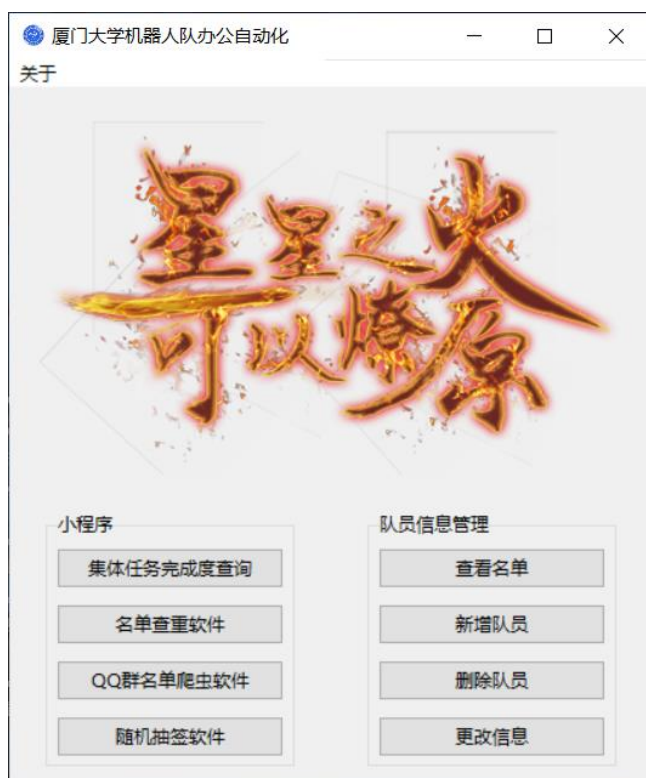 厦门大学机器人队办公自动化
关于
星星之火
可以燎原
小程序
集体任务完成度查询
名单查重软件
QQ群名单爬虫软件
随机抽签软件
队员信息管理
查看名单
新增队员
删除队员
更改信息